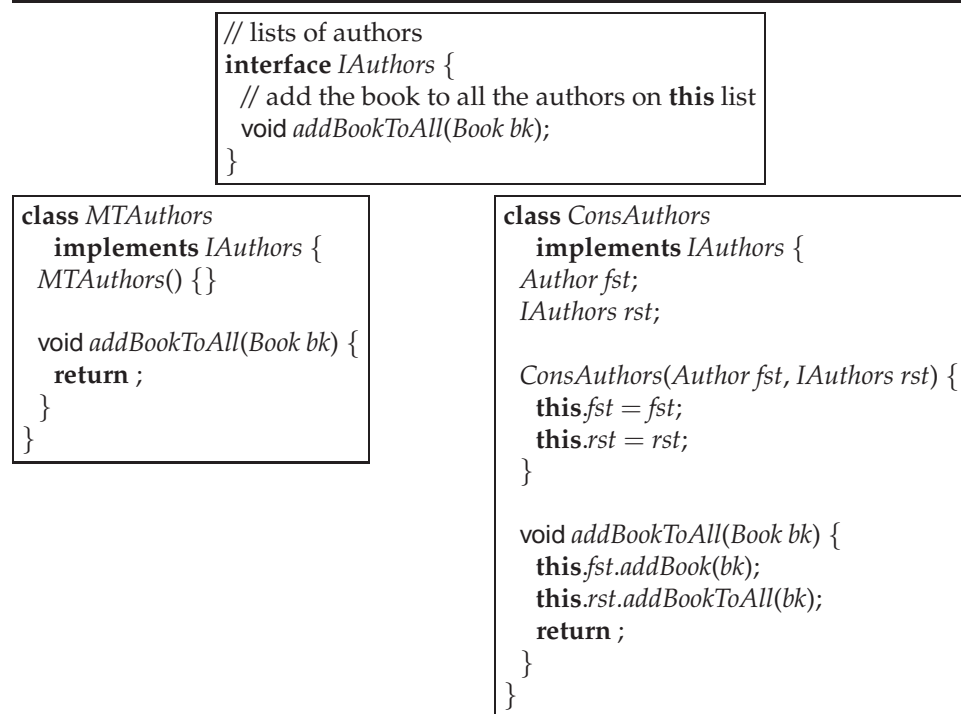 // lists of authors
interface IAuthors {
// add the book to all the authors on this list
void addBookToAll(Book bk);
}
class MTAuthors
implements IAuthors {
MTAuthors() {}
void addBookToAll(Book bk) {
return ;
}
}
class ConsAuthors
implements IAuthors {
Author fst;
IAuthors rst;
ConsAuthors(Author fst, IAuthors rst) {
this.fst = fst;
this.rst = rst;
}
void addBookToAll(Book bk) {
this.fst.addBook(bk);
this.rst.addBookToAll(bk);
return ;
}
}